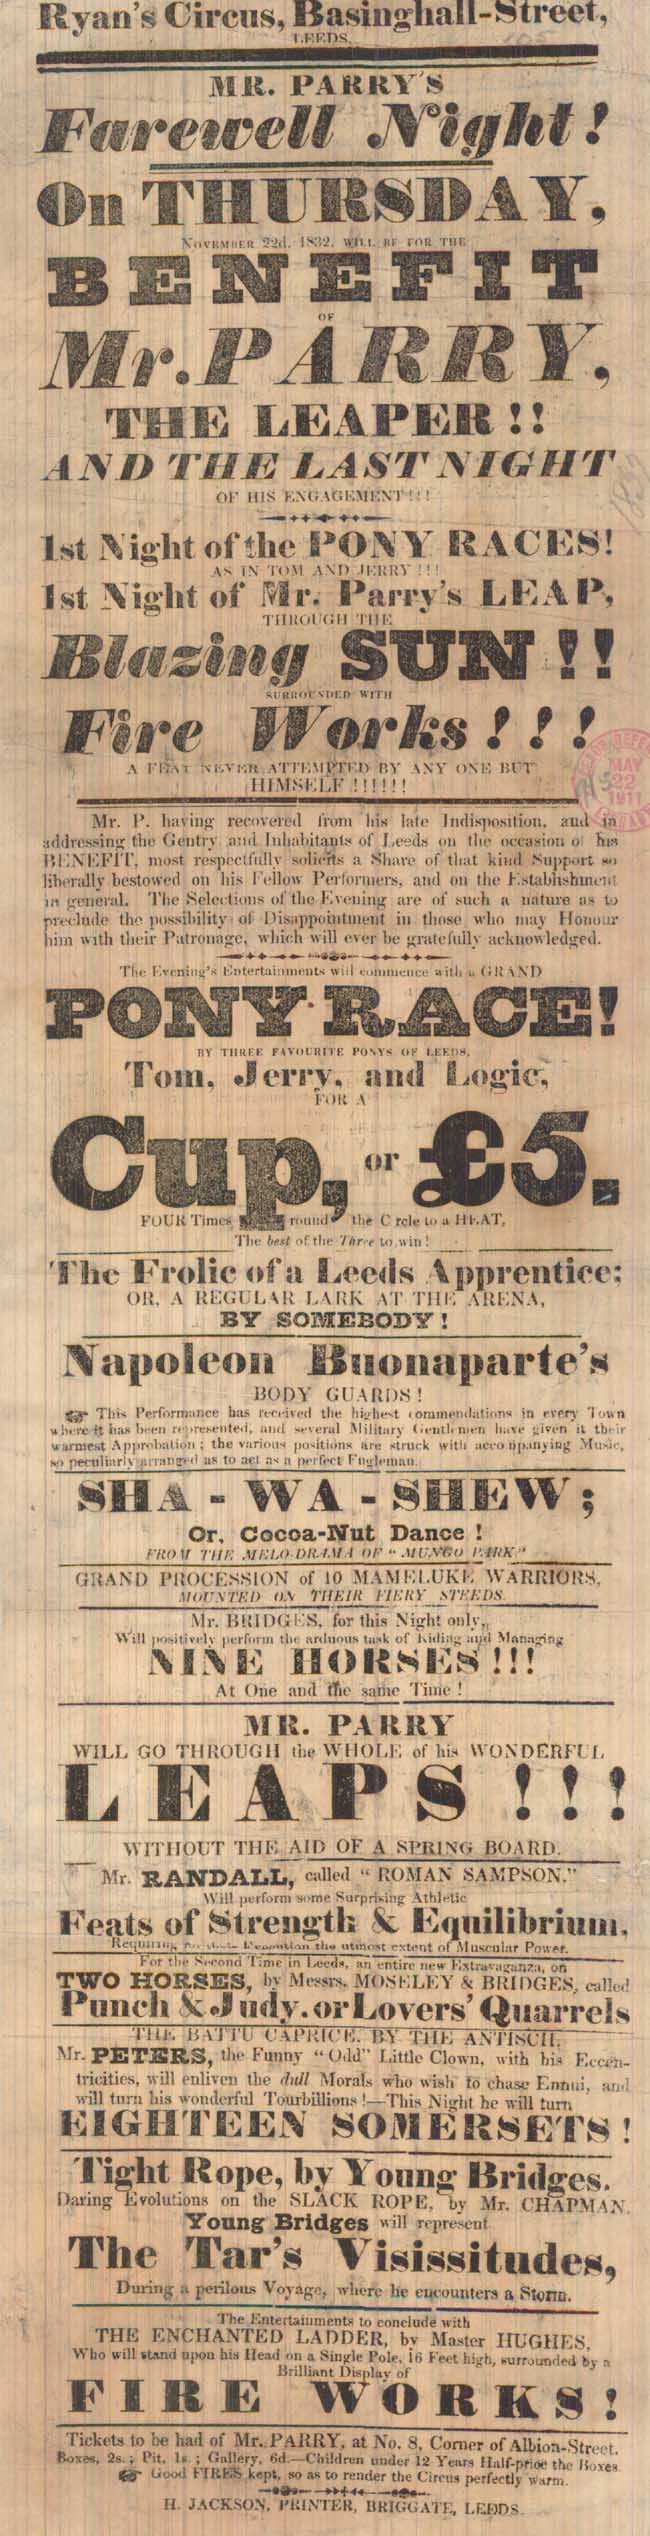 Ryan's Circus, Basinghall-Street,
LEEDS.
MR. PARRY'S
Farewell Night!
On THURSDAY,
NOVEMBER 22d, 1832, WILL BE FOR THE
BENEFIT
OF
Mr. PARRY,
THE LEAPER!!
AND THE LAST NIGHT
OF HIS ENGAGEMENT!!!
1st Night of the PONY RACES!
AS IN TOM AND JERRY!!!
1st Night of Mr. Parry's LEAP,
THROUGH THE
Blazing SUN!!
SURROUNDED WITH
Fire Works!!!
A FEAT NEVER ATTEMPTED BY ANY ONE BUT
HIMSELF!!!!!!
MAY
22
1911
Mr. P. having recovered from his late Indisposition, and in
addressing the Gentry and Inhabitants of Leeds on the occasion of his
BENEFIT, most respectfully solicits a Share of that kind Support so
liberally bestowed on his Fellow Performers, and on the Establishment
in general. The Selections of the Evening are of such a nature as to
preclude the possibility of Disappointment in those who may Honour
him with their Patronage, which will ever be gratefully acknowledged.
The Evening's Entertainments will commence with a GRAND
PONY RACE!
BY THREE FAVOURITE PONYS OF LEEDS,
Tom, Jerry, and Logic,
FOR A
Cup, or £5.
FOUR Times round the C rcle to a HEAT,
The best of the Three to win!
The Frolic of a Leeds Apprentice;
OR, A REGULAR LARK AT THE ARENA,
BY SOMEBODY!
Napoleon Buonaparte's
BODY GUARDS!
☞ This Performance has received the highest commendations in every Town
where it has been represented, and several Military Gentlemen have given it their
warmest Approbation; the various positions are struck with accompanying Music,
so peculiarly arranged as to act as a perfect Fugleman.
SHA-WA-SHEW;
Or, Cocoa-Nut Dance!
FROM THE MELO-DRAMA OF "MUNGO PARK"
GRAND PROCESSION of 10 MAMELUKE WARRIORS,
MOUNTED ON THEIR FIERY STEEDS.
Mr. BRIDGES, for this Night only,
Will positively perform the arduous task of Riding and Managing
NINE HORSES!!!
At One and the same Time!
MR. PARRY
WILL GO THROUGH the WHOLE of his WONDERFUL
LEAPS!!!
WITHOUT THE AID OF A SPRING BOARD.
Mr. RANDALL, called "ROMAN SAMPSON,"
Will perform some Surprising Athletic
Feats of Strength & Equilibrium,
Requiring the utmost extent of Muscular Power.
For the Second Time in Leeds, an entire new Extravaganza, on
TWO HORSES, by Messrs. MOSELEY & BRIDGES, called
Punch & Judy, or Lovers' Quarrels
THE BATTU CAPRICE, BY THE
Mr. PETERS, the Funny "Odd" Little Clown, with his Eccen-
tricities, will enliven the dull Morals who wish to chase Ennui, and
will turn his wonderful Tourbillions!—This Night he will turn
EIGHTEEN SOMERSETS!
Tight Rope, by Young Bridges.
Daring Evolutions on the SLACK ROPE, by Mr. CHAPMAN.
Young Bridges will represent
The Tar's Visissitudes,
During a perilous Voyage, where he encounters a Storm.
The Entertainments to conclude with
THE ENCHANTED LADDER, by Master HUGHES,
Who will stand upon his Head on a Single Pole, 16 Feet high, surrounded by a
Brilliant Display of
FIRE WORKS!
Tickets to be had of Mr. PARRY, at No. 8, Corner of Albion-Street.
Boxes, 2s.; Pit, 1s.; Gallery, 6d.—Children under 12 Years Half-price the Boxes.
☞ Good FIRES kept, so as to render the Circus perfectly warm.
H. JACKSON, PRINTER, BRIGGATE, LEEDS.